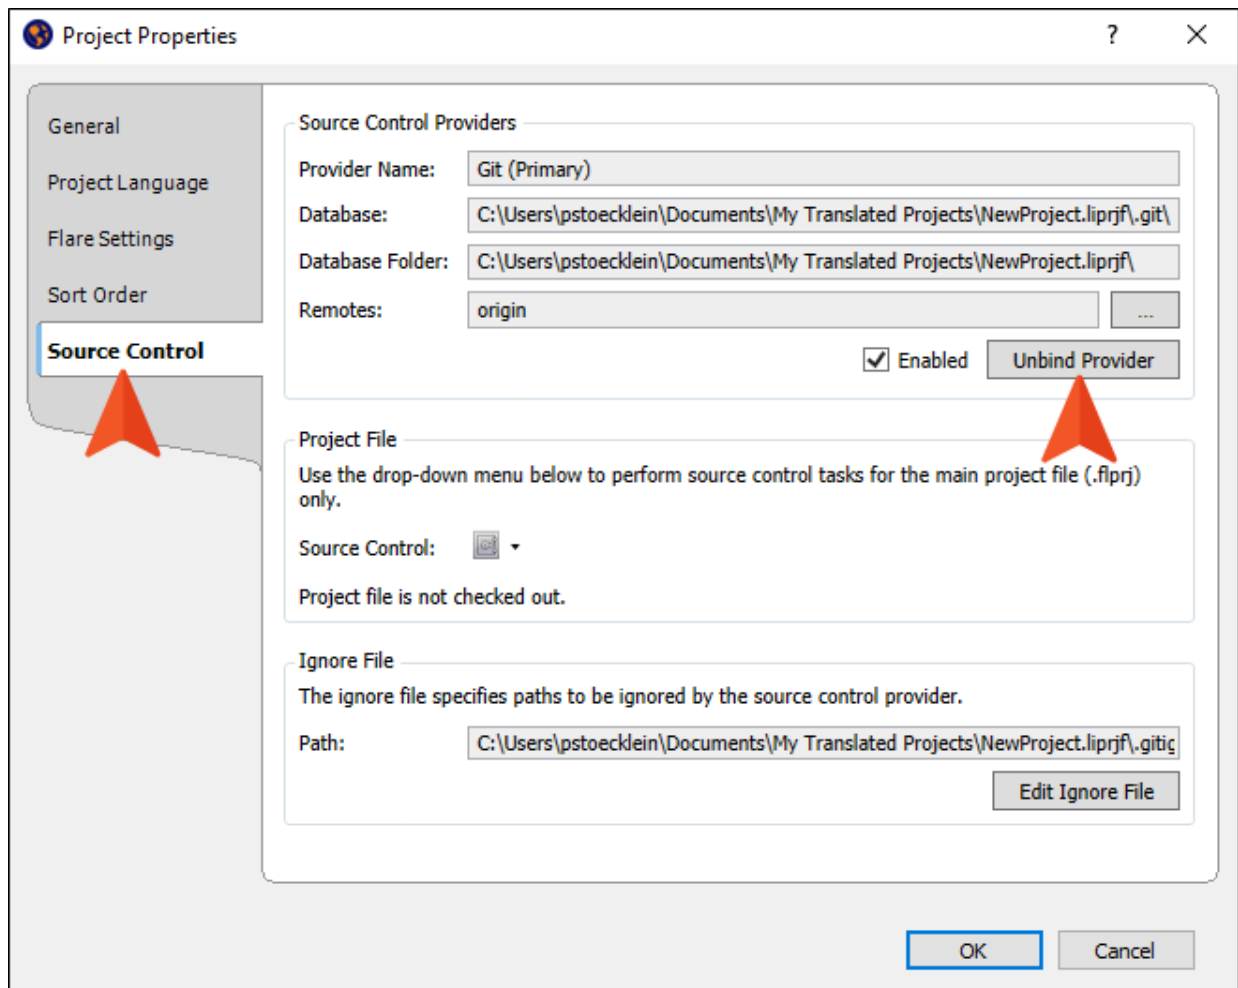 Project Properties
?
General
Project Language
Flare Settings
Sort Order
Source Control
Source Control Providers
Provider Name: Git (Primary)
Database: C:\Users\pstoecklein\Documents\My Translated Projects\NewProject.liprjf\.git\
Database Folder: C:\Users\pstoecklein\Documents\My Translated Projects\NewProject.liprjf\
Remotes: origin ...
Enabled Unbind Provider
Project File
Use the drop-down menu below to perform source control tasks for the main project file (.flprj)
only.
Source Control:
Project file is not checked out.
Ignore File
The ignore file specifies paths to be ignored by the source control provider.
Path: C:\Users\pstoecklein\Documents\My Translated Projects\NewProject.liprjf\.gitig
Edit Ignore File
OK Cancel